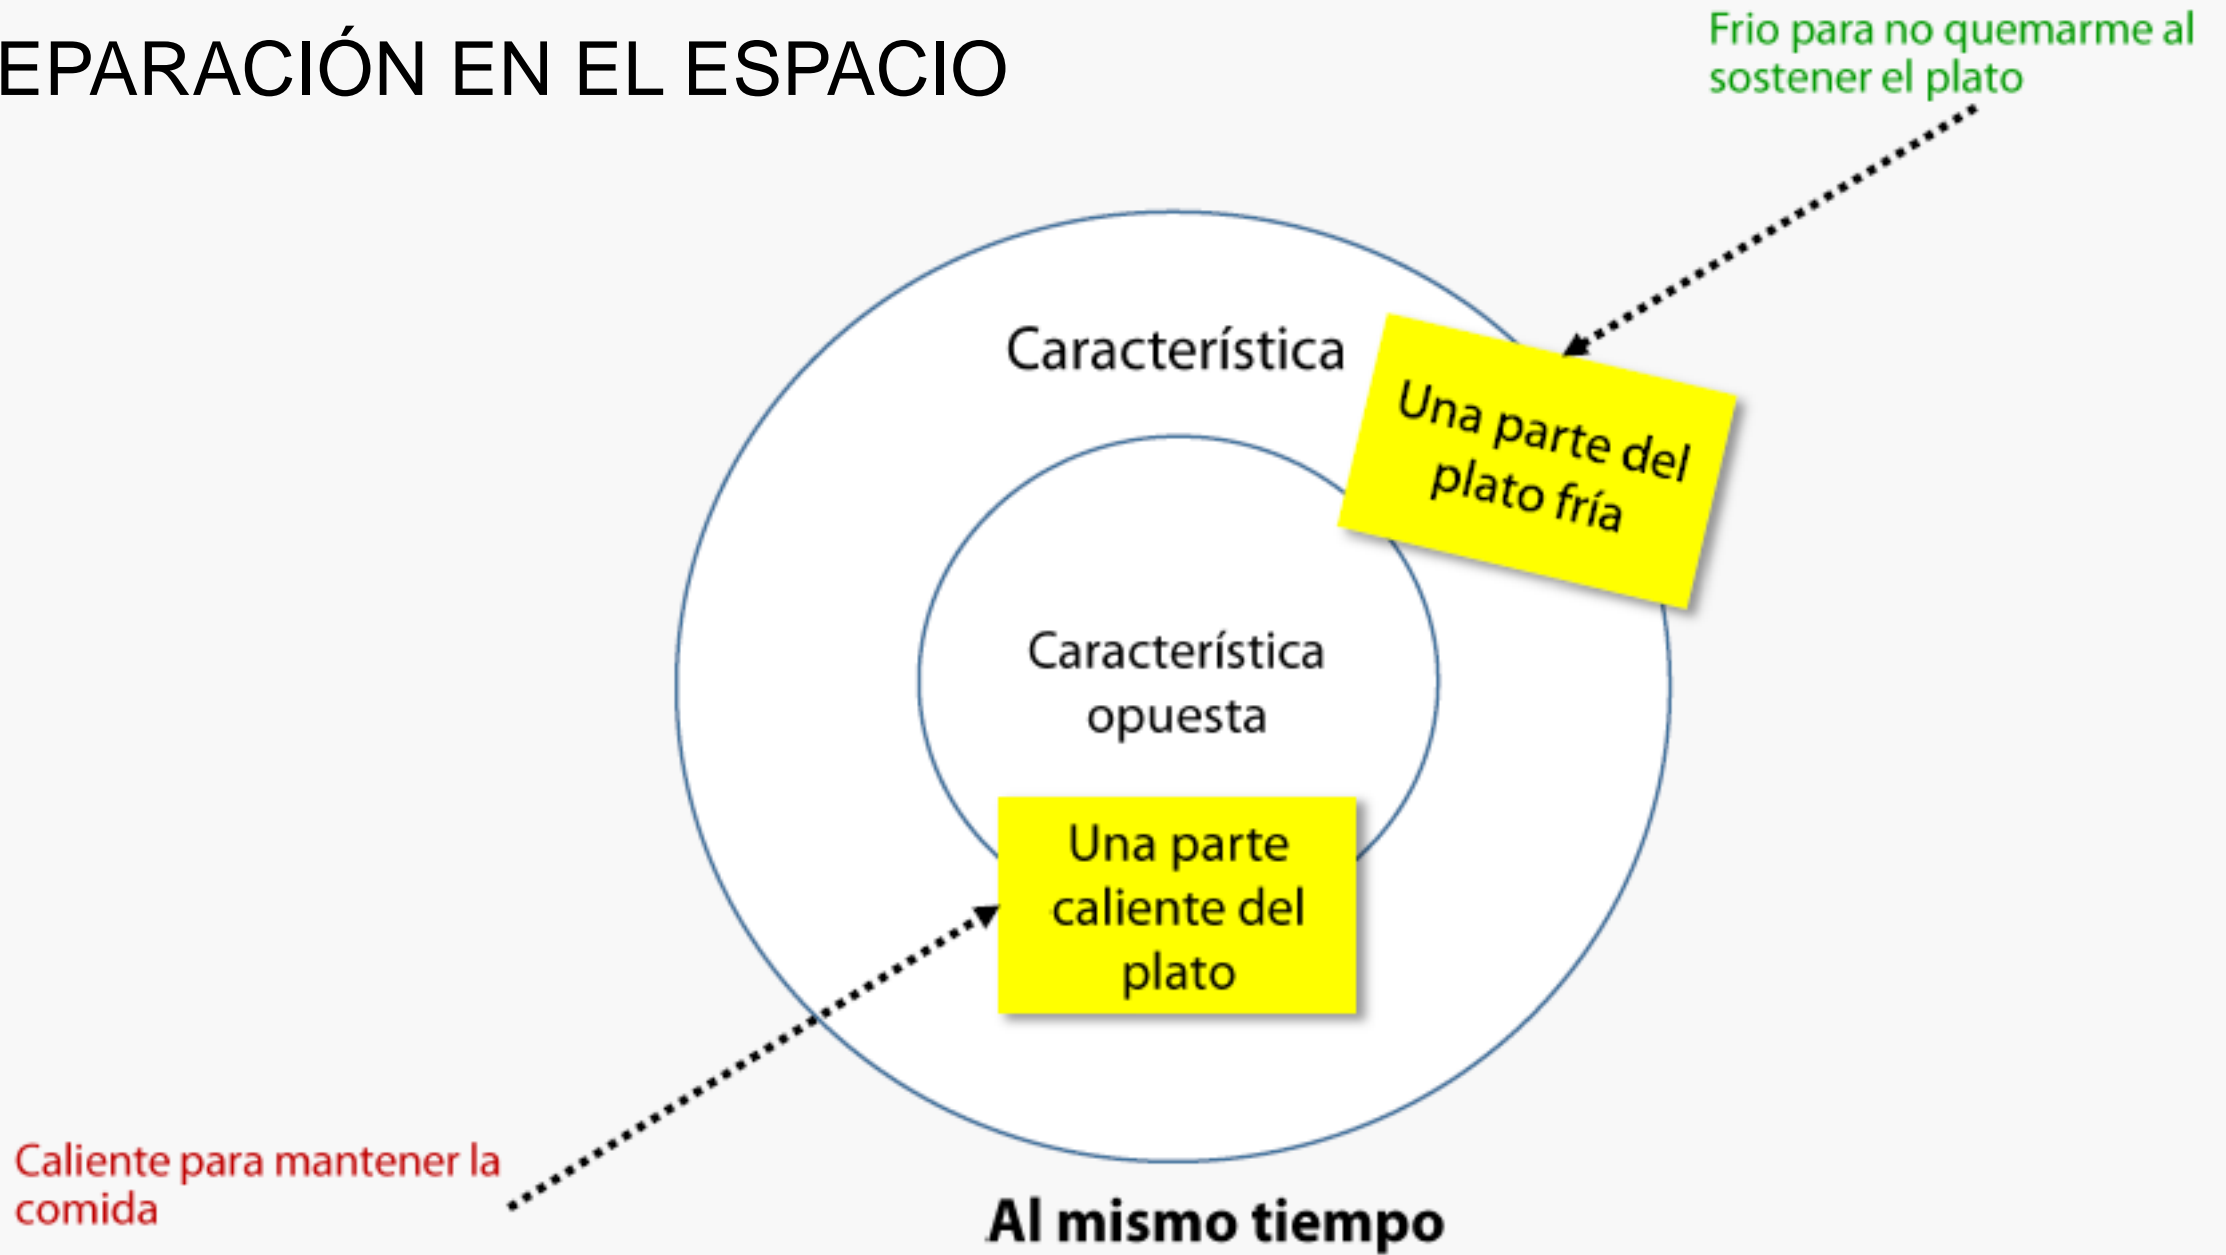 EPARACIÓN EN EL ESPACIO
Frio para no quemarme al
sostener el plato
Característica
Una parte del
plato fría
Característica
opuesta
Una parte
caliente del
plato
Caliente para mantener la
comida
Al mismo tiempo